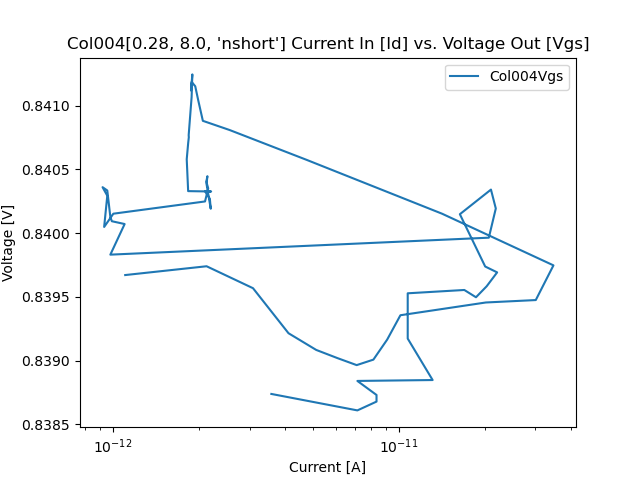 Col004[0.28, 8.0, 'nshort'] Current In [Id] vs. Voltage Out [Vgs]
Col004Vgs
0.8410
0.8405
0.8400
0.8395
0.8390
0.8385
Voltage [V]
10⁻¹²
10⁻¹¹
Current [A]